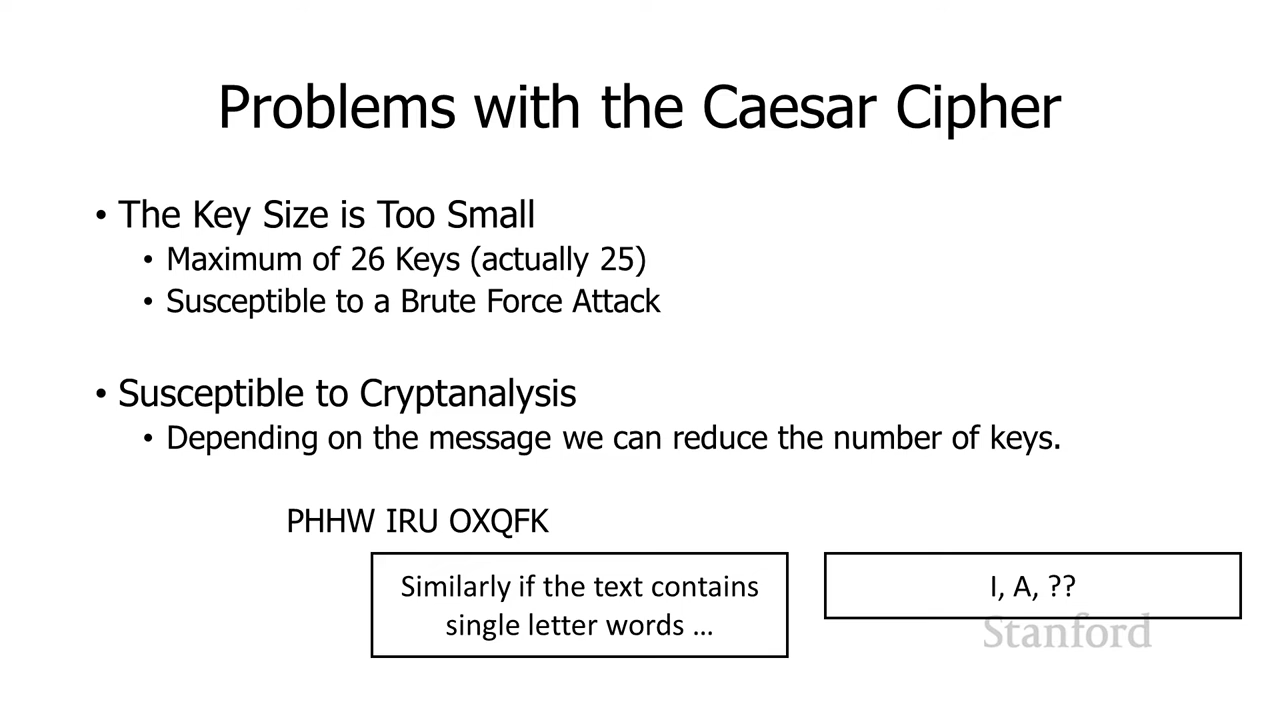 Problems with the Caesar Cipher
• The Key Size is Too Small
• Maximum of 26 Keys (actually 25)
• Susceptible to a Brute Force Attack
• Susceptible to Cryptanalysis
• Depending on the message we can reduce the number of keys.
PHHW IRU OXQFK
Similarly if the text contains
single letter words ...
I, A, ??
Stanford